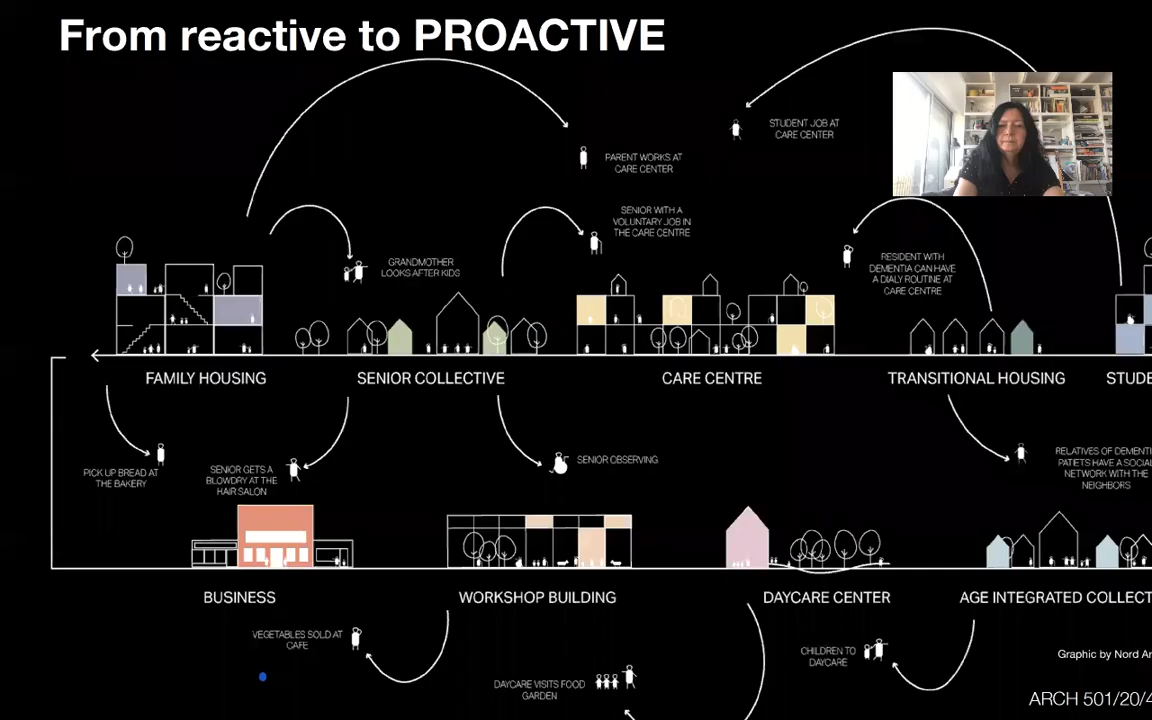 From reactive to PROACTIVE
STUDENT JOB AT
CARE CENTER
PARENT WORKS AT
CARE CENTER
SENIOR WITH A
VOLUNTARY JOB IN
THE CARE CENTRE
GRANDMOTHER
LOOKS AFTER KIDS
RESIDENT WITH
DEMENTIA CAN HAVE
A DIALY ROUTINE AT
CARE CENTRE
FAMILY HOUSING
SENIOR COLLECTIVE
CARE CENTRE
TRANSITIONAL HOUSING
STUDE
PICK UP BREAD AT
THE BAKERY
SENIOR GETS A
BLOWDRY AT THE
HAIR SALON
SENIOR OBSERVING
RELATIVES OF DEMENTI
PATIETS HAVE A SOCIAL
NETWORK WITH THE
NEIGHBORS
BUSINESS
WORKSHOP BUILDING
DAYCARE CENTER
AGE INTEGRATED COLLECT
VEGETABLES SOLD AT
CAFE
CHILDREN TO
DAYCARE
DAYCARE VISITS FOOD
GARDEN
Graphic by Nord Ar
ARCH 501/20/4